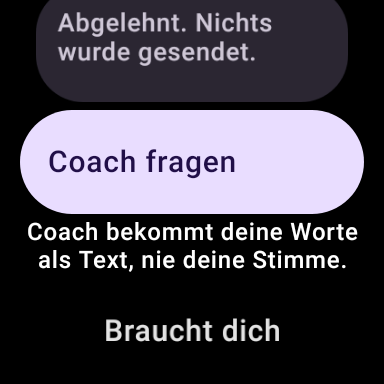 Abgelehnt. Nichts
wurde gesendet.
Coach fragen
Coach bekommt deine Worte
als Text, nie deine Stimme.
Braucht dich